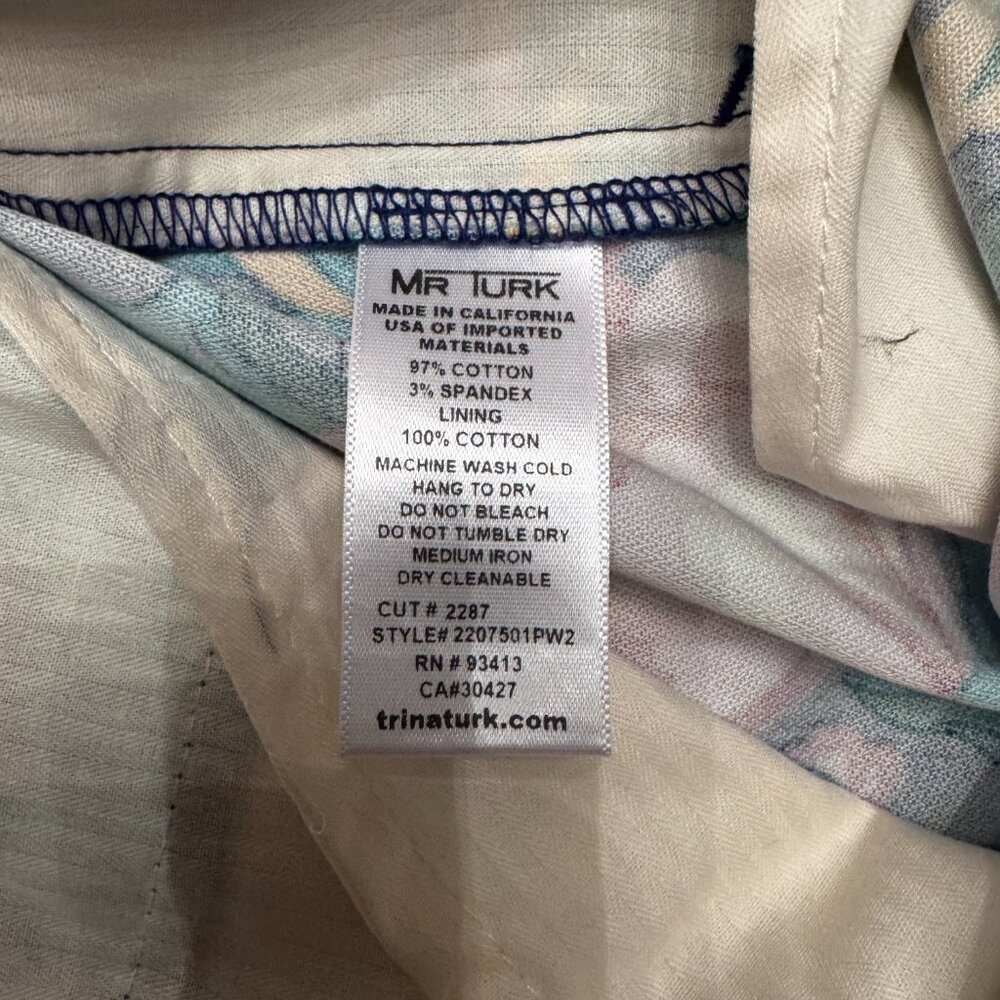 MR TURK
MADE IN CALIFORNIA
USA OF IMPORTED
MATERIALS
97% COTTON
3% SPANDEX
LINING
100% COTTON
MACHINE WASH COLD
HANG TO DRY
DO NOT BLEACH
DO NOT TUMBLE DRY
MEDIUM IRON
DRY CLEANABLE
CUT # 2287
STYLE# 2207501PW2
RN # 93413
CA#30427
trinaturk.com